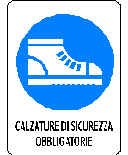 CALZATURE DI SICUREZZA
OBBLIGATORIE